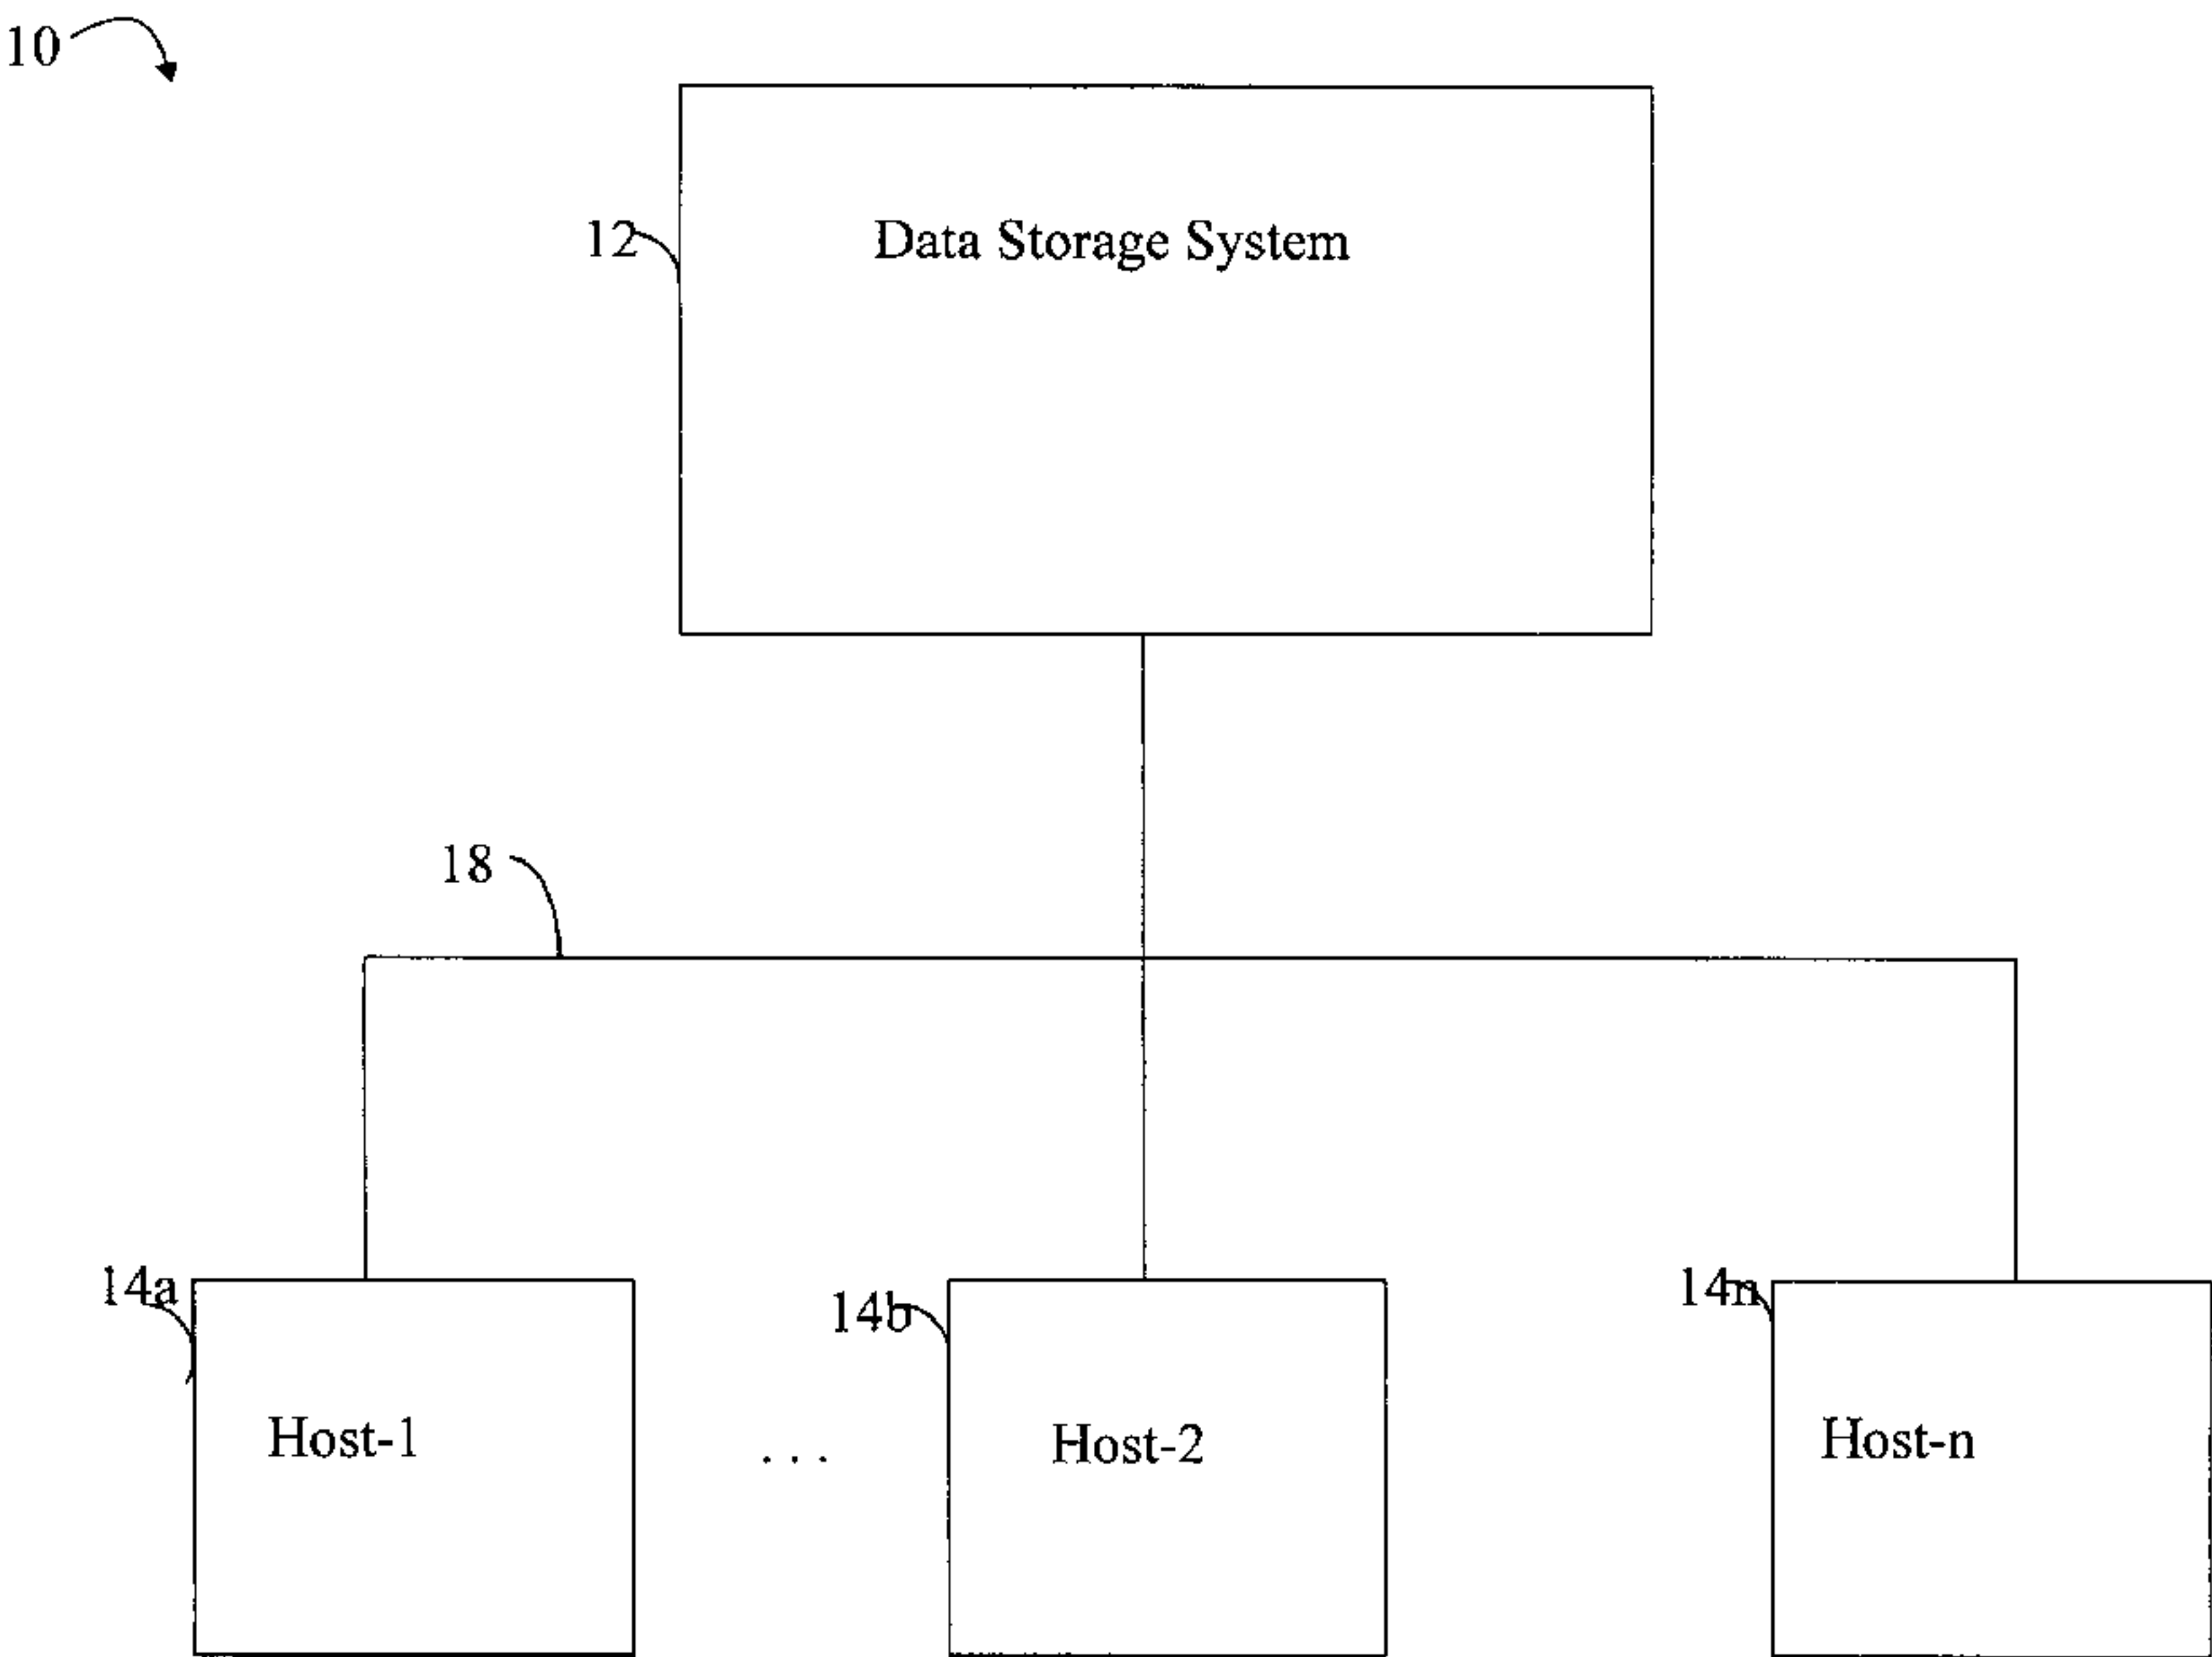 10
12
Data Storage System
18
14a
14b
14n
Host-1
. . .
Host-2
Host-n